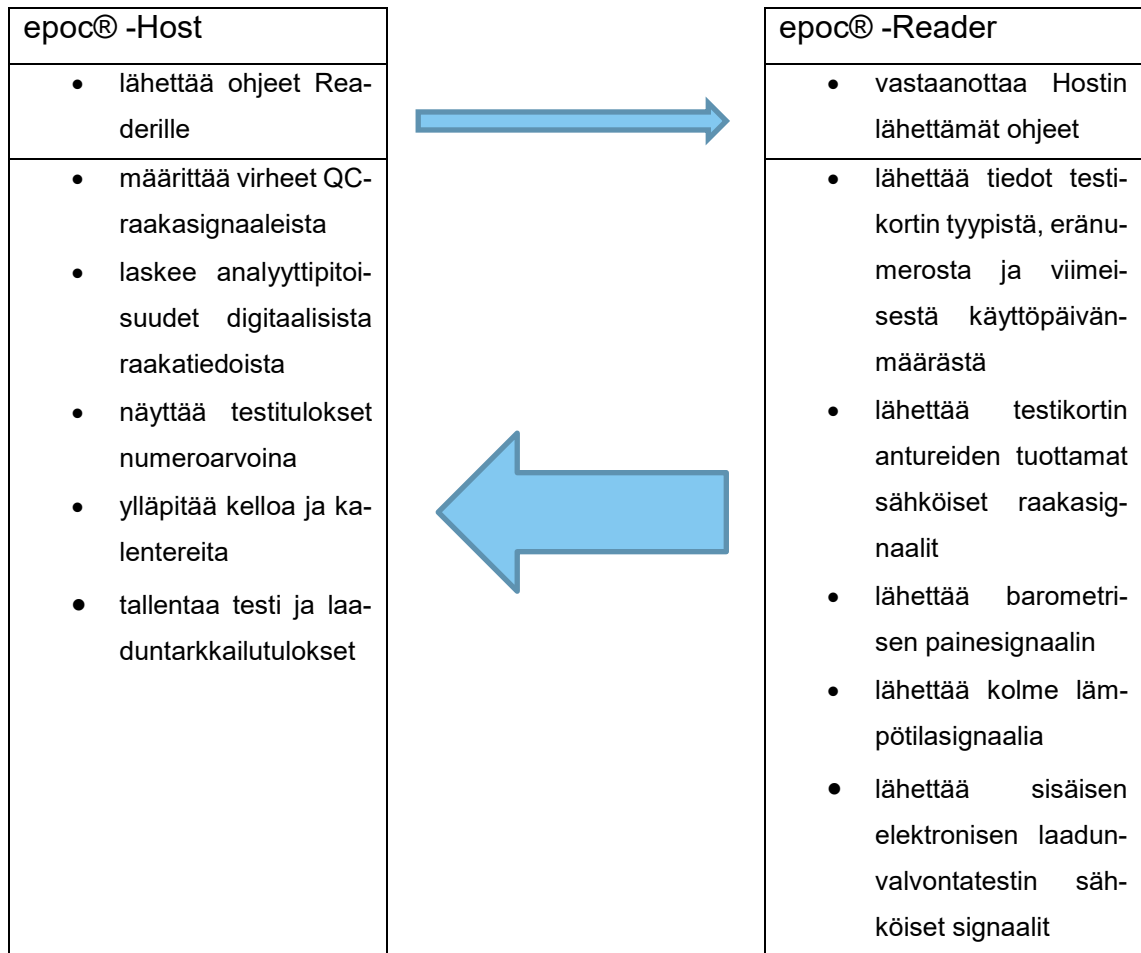 epoc® -Host
• lähettää ohjeet Rea-
derille
• määrittää virheet QC-
raakasignaaleista
• laskee analyyttipitoi-
suudet digitaalisista
raakatiedoista
• näyttää testitulokset
numeroarvoina
• ylläpitää kelloa ja ka-
lentereita
• tallentaa testi ja laa-
duntarkkailutulokset
epoc® -Reader
• vastaanottaa Hostin
lähettämät ohjeet
• lähettää tiedot testi-
kortin tyypistä, eränu-
merosta ja viimei-
sestä käyttöpäivän-
määrästä
• lähettää testikortin
antureiden tuottamat
sähköiset raakasig-
naalit
• lähettää barometri-
sen painesignaalin
• lähettää kolme läm-
pötilasignaalia
• lähettää sisäisen
elektronisen laadun-
valvontatestin säh-
köiset signaalit